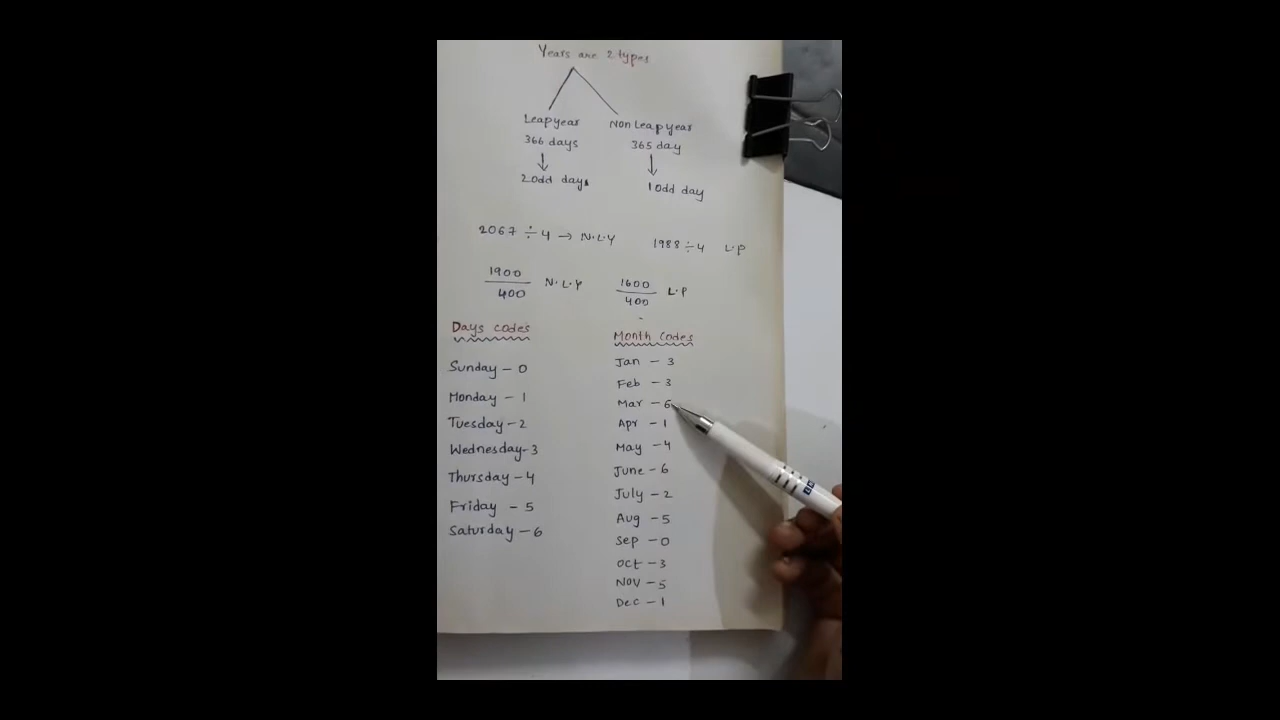 Years are 2 types
Leap year Non Leap year
366 days 365 day
2 Odd days 1 Odd day
2067 ÷ 4 → N.L.Y 1988 ÷ 4 L.P
1900 / 400 N.L.Y 1600 / 400 L.P
Days codes
Sunday - 0
Monday - 1
Tuesday - 2
Wednesday - 3
Thursday - 4
Friday - 5
Saturday - 6
Month Codes
Jan - 3
Feb - 3
Mar - 6
Apr - 1
May - 4
June - 6
July - 2
Aug - 5
Sep - 0
Oct - 3
Nov - 5
Dec - 1